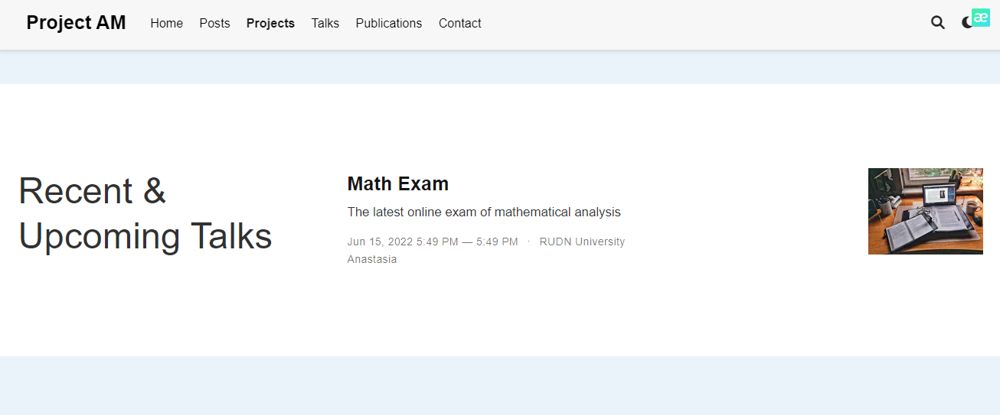 Project AM Home Posts Projects Talks Publications Contact
æ
Recent &
Upcoming Talks
Math Exam
The latest online exam of mathematical analysis
Jun 15, 2022 5:49 PM — 5:49 PM · RUDN University
Anastasia